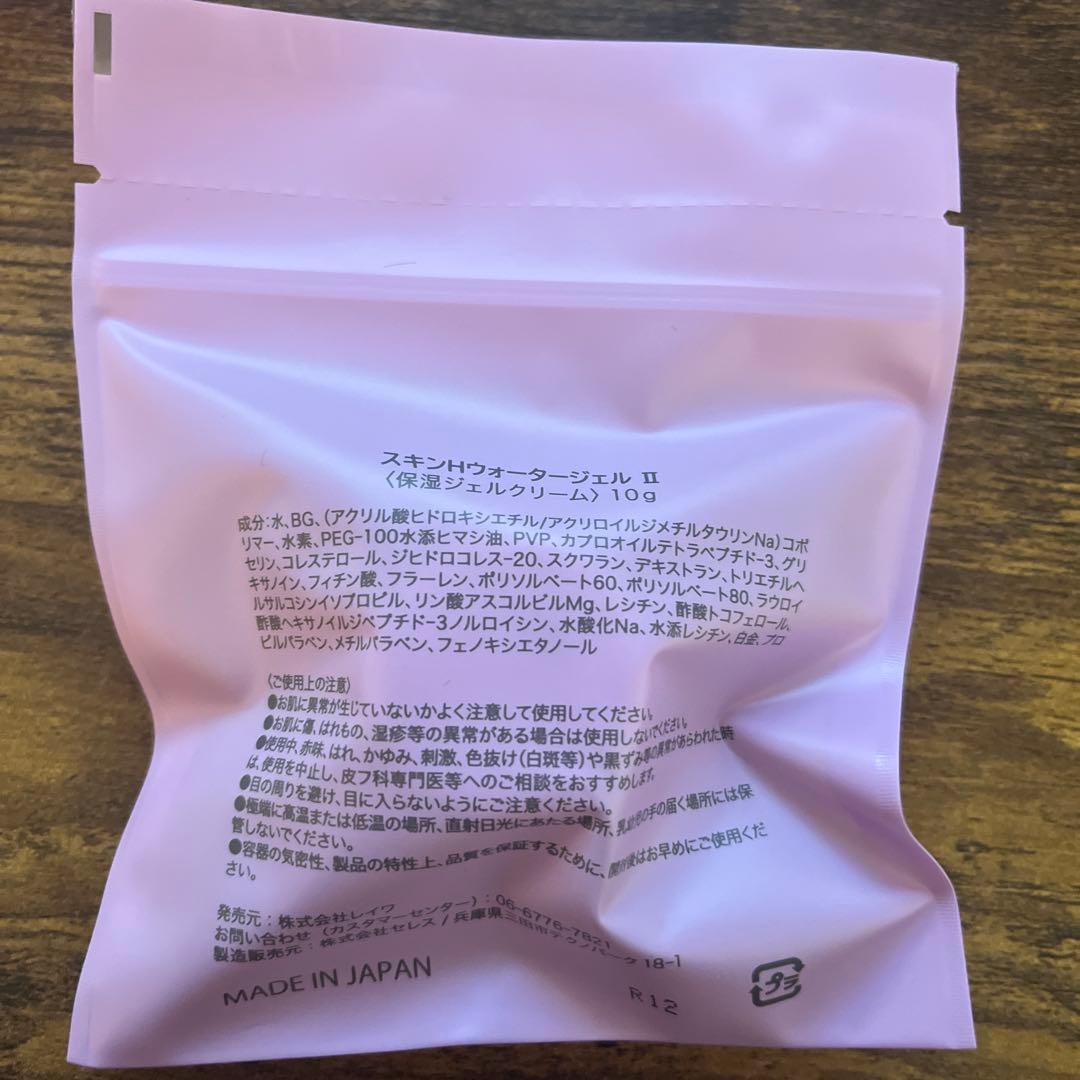 スキンHウォータージェル Ⅱ
〈保湿ジェルクリーム〉10g
成分:水、BG、(アクリル酸ヒドロキシエチル/アクリロイルジメチルタウリンNa)コポ
リマー、水素、PEG-100水添ヒマシ油、PVP、カプロオイルテトラペプチド-3、グリ
セリン、コレステロール、ジヒドロコレス-20、スクワラン、デキストラン、トリエチルヘ
キサノイン、フィチン酸、フラーレン、ポリソルベート60、ポリソルベート80、ラウロイ
ルサルコシンイソプロピル、リン酸アスコルビルMg、レシチン、酢酸トコフェロール、
酢酸ヘキサノイルジペプチド-3ノルロイシン、水酸化Na、水添レシチン、白金、プロ
ピルパラベン、メチルパラベン、フェノキシエタノール
〈ご使用上の注意〉
●お肌に異常が生じていないかよく注意して使用してください。
●お肌に傷、はれもの、湿疹等の異常がある場合は使用しないでください。
●使用中、赤味、はれ、かゆみ、刺激、色抜け(白斑等)や黒ずみ等の異常があらわれた時
は、使用を中止し、皮フ科専門医等へのご相談をおすすめします。
●目の周りを避け、目に入らないようにご注意ください。
●極端に高温または低温の場所、直射日光にあたる場所、乳幼児の手の届く場所には保
管しないでください。
●容器の気密性、製品の特性上、品質を保証するために、開封後はお早めにご使用くだ
さい。
発売元:株式会社レイワ
お問い合わせ(カスタマーセンター):06-6776-7821
製造販売元:株式会社セレス/兵庫県三田市テクノパーク18-1
MADE IN JAPAN
R12
プラ